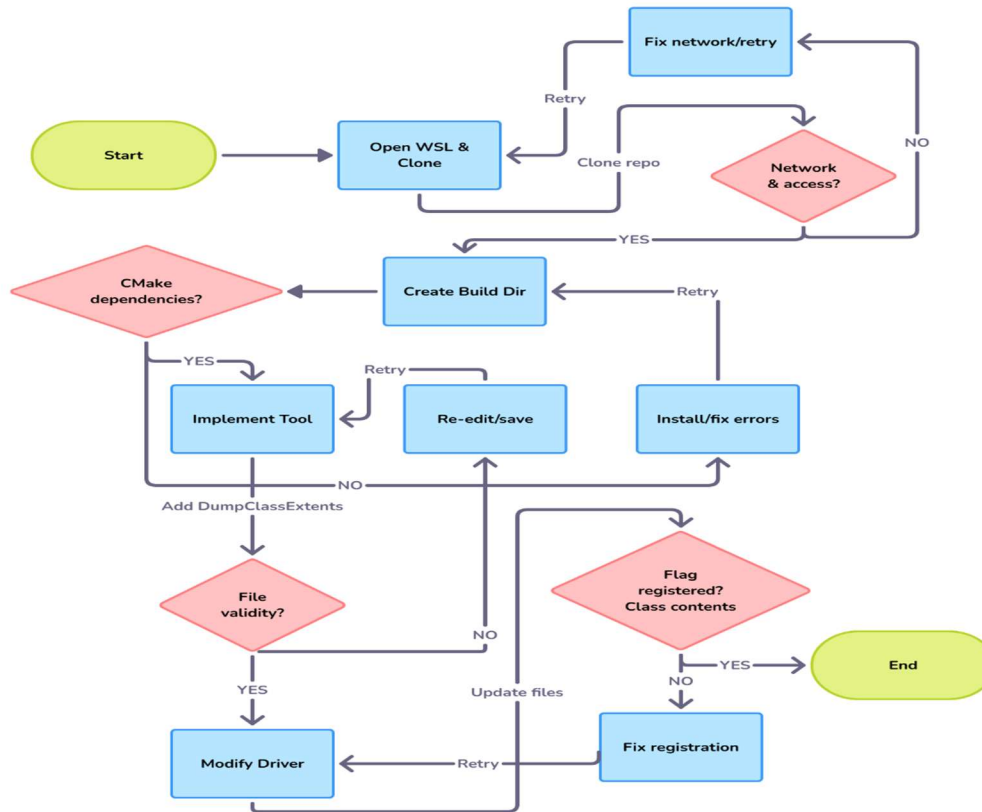 Fix network/retry
Retry
NO
Start
Open WSL &
Clone
Clone repo
Network
& access?
YES
CMake
dependencies?
Create Build Dir
Retry
YES
Retry
Implement Tool
Re-edit/save
Install/fix errors
NO
Add DumpClassExtents
File
validity?
Flag
registered?
Class contents
NO
YES
End
NO
YES
Update files
Modify Driver
Retry
Fix registration